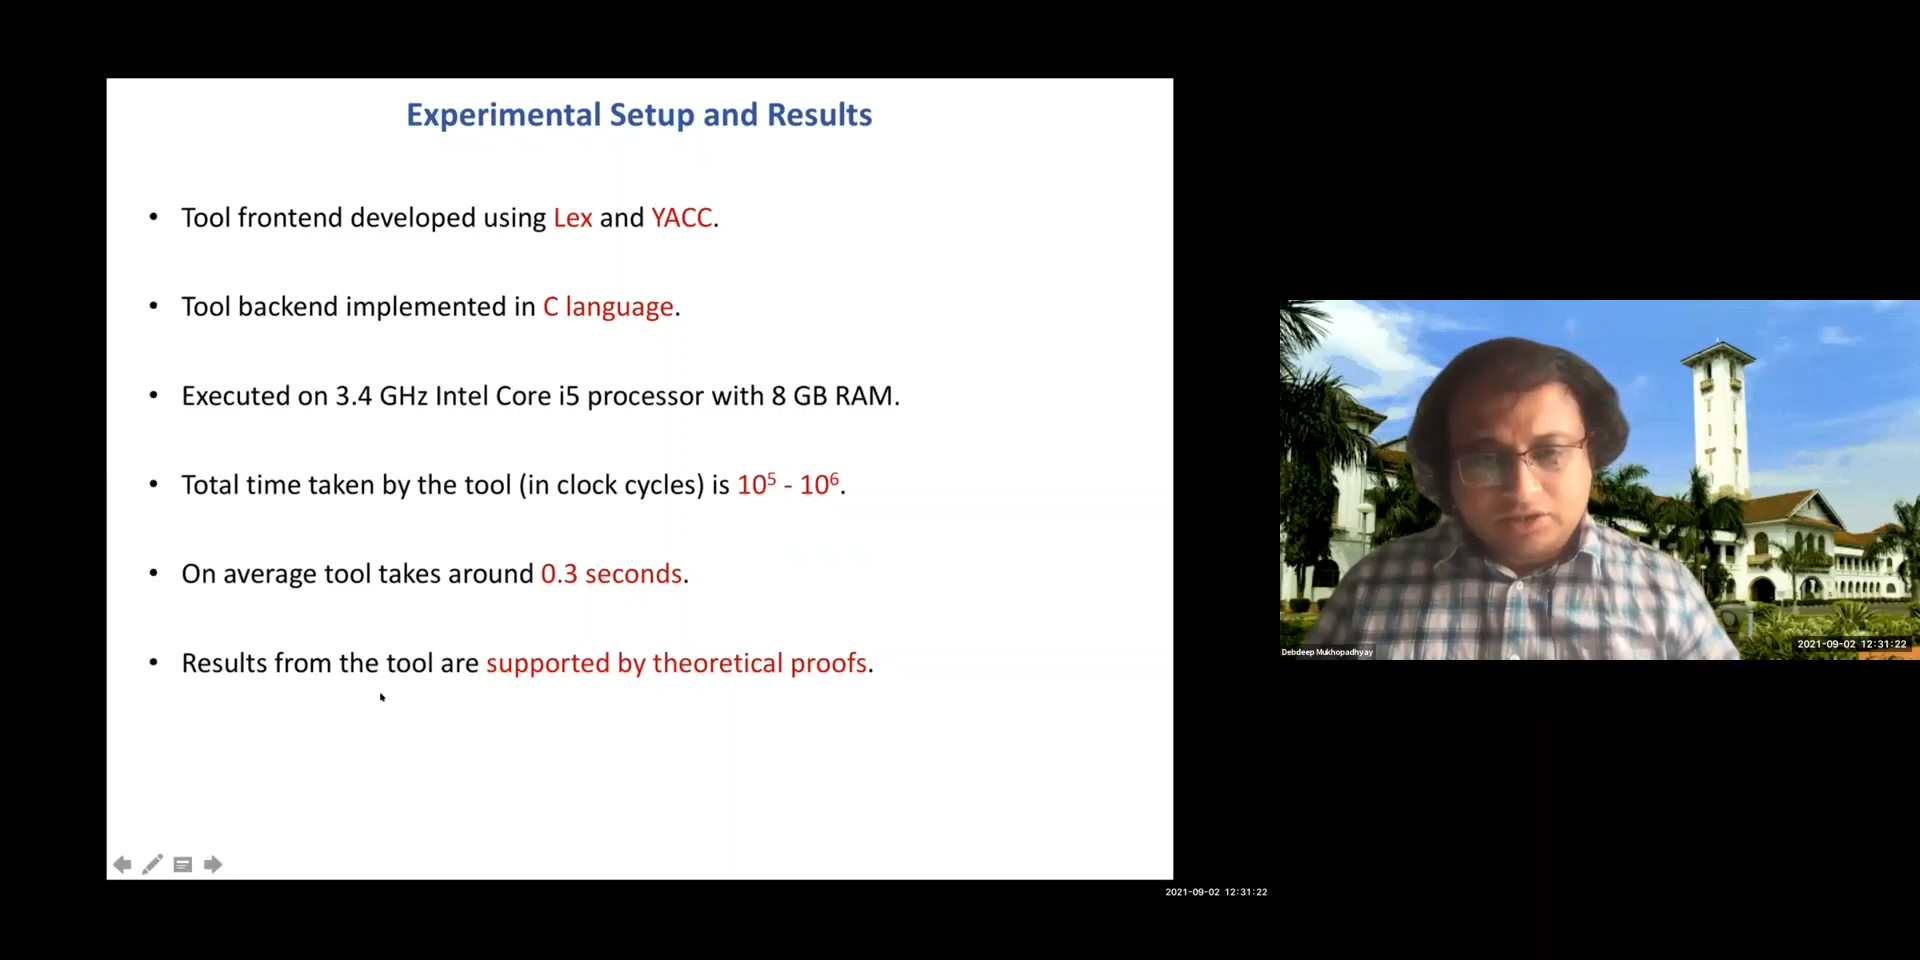 Experimental Setup and Results
• Tool frontend developed using Lex and YACC.
• Tool backend implemented in C language.
• Executed on 3.4 GHz Intel Core i5 processor with 8 GB RAM.
• Total time taken by the tool (in clock cycles) is 10⁵ - 10⁶.
• On average tool takes around 0.3 seconds.
• Results from the tool are supported by theoretical proofs.
2021-09-02 12:31:22
Debdeep Mukhopadhyay
2021-09-02 12:31:22